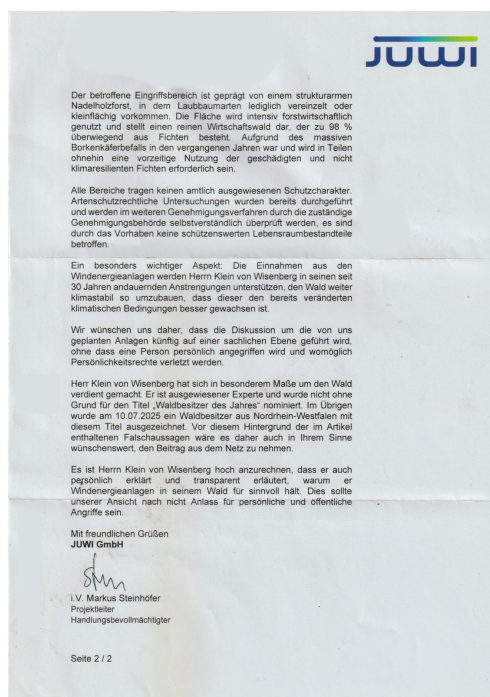 JUWI
Der betroffene Eingriffsbereich ist geprägt von einem strukturarmen
Nadelholzforst, in dem Laubbaumarten lediglich vereinzelt oder
kleinflächig vorkommen. Die Fläche wird intensiv forstwirtschaftlich
genutzt und stellt einen reinen Wirtschaftswald dar, der zu 98 %
überwiegend aus Fichten besteht. Aufgrund des massiven
Borkenkäferbefalls in den vergangenen Jahren war und wird in Teilen
ohnehin eine vorzeitige Nutzung der geschädigten und nicht
klimaresilienten Fichten erforderlich sein.
Alle Bereiche tragen keinen amtlich ausgewiesenen Schutzcharakter.
Artenschutzrechtliche Untersuchungen wurden bereits durchgeführt
und werden im weiteren Genehmigungsverfahren durch die zuständige
Genehmigungsbehörde selbstverständlich überprüft werden, es sind
durch das Vorhaben keine schützenswerten Lebensraumbestandteile
betroffen.
Ein besonders wichtiger Aspekt: Die Einnahmen aus den
Windenergieanlagen werden Herrn Klein von Wisenberg in seinen seit
30 Jahren andauernden Anstrengungen unterstützen, den Wald weiter
klimastabil so umzubauen, dass dieser den bereits veränderten
klimatischen Bedingungen besser gewachsen ist.
Wir wünschen uns daher, dass die Diskussion um die von uns
geplanten Anlagen künftig auf einer sachlichen Ebene geführt wird,
ohne dass eine Person persönlich angegriffen wird und womöglich
Persönlichkeitsrechte verletzt werden.
Herr Klein von Wisenberg hat sich in besonderem Maße um den Wald
verdient gemacht. Er ist ausgewiesener Experte und wurde nicht ohne
Grund für den Titel „Waldbesitzer des Jahres“ nominiert. Im Übrigen
wurde am 10.07.2025 ein Waldbesitzer aus Nordrhein-Westfalen mit
diesem Titel ausgezeichnet. Vor diesem Hintergrund der im Artikel
enthaltenen Falschaussagen wäre es daher auch in Ihrem Sinne
wünschenswert, den Beitrag aus dem Netz zu nehmen.
Es ist Herrn Klein von Wisenberg hoch anzurechnen, dass er auch
persönlich erklärt und transparent erläutert, warum er
Windenergieanlagen in seinem Wald für sinnvoll hält. Dies sollte
unserer Ansicht nach nicht Anlass für persönliche und öffentliche
Angriffe sein.
Mit freundlichen Grüßen
JUWI GmbH
i.V. Markus Steinhöfer
Projektleiter
Handlungsbevollmächtigter
Seite 2 / 2